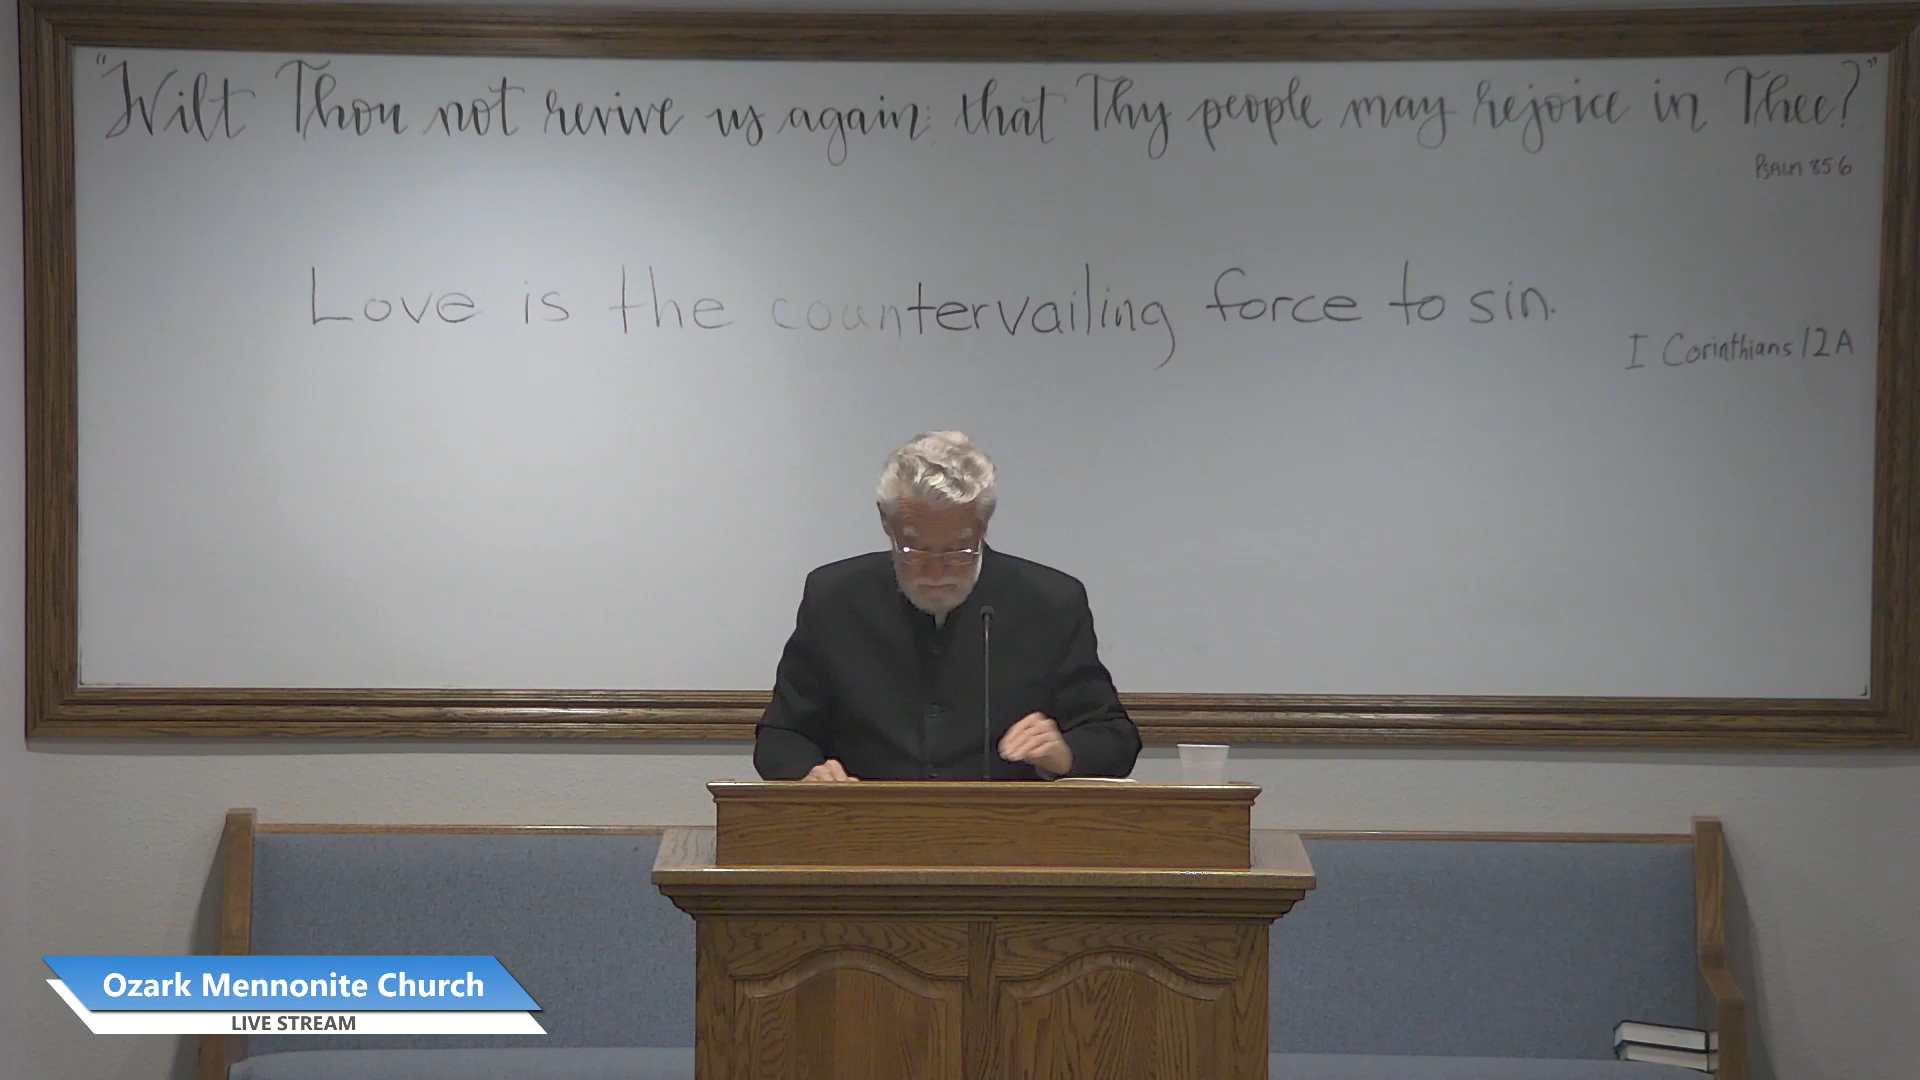 "Wilt Thou not revive us again: that Thy people may rejoice in Thee?"
Psalm 85 6
Love is the countervailing force to sin.
I Corinthians 12A
Ozark Mennonite Church
LIVE STREAM